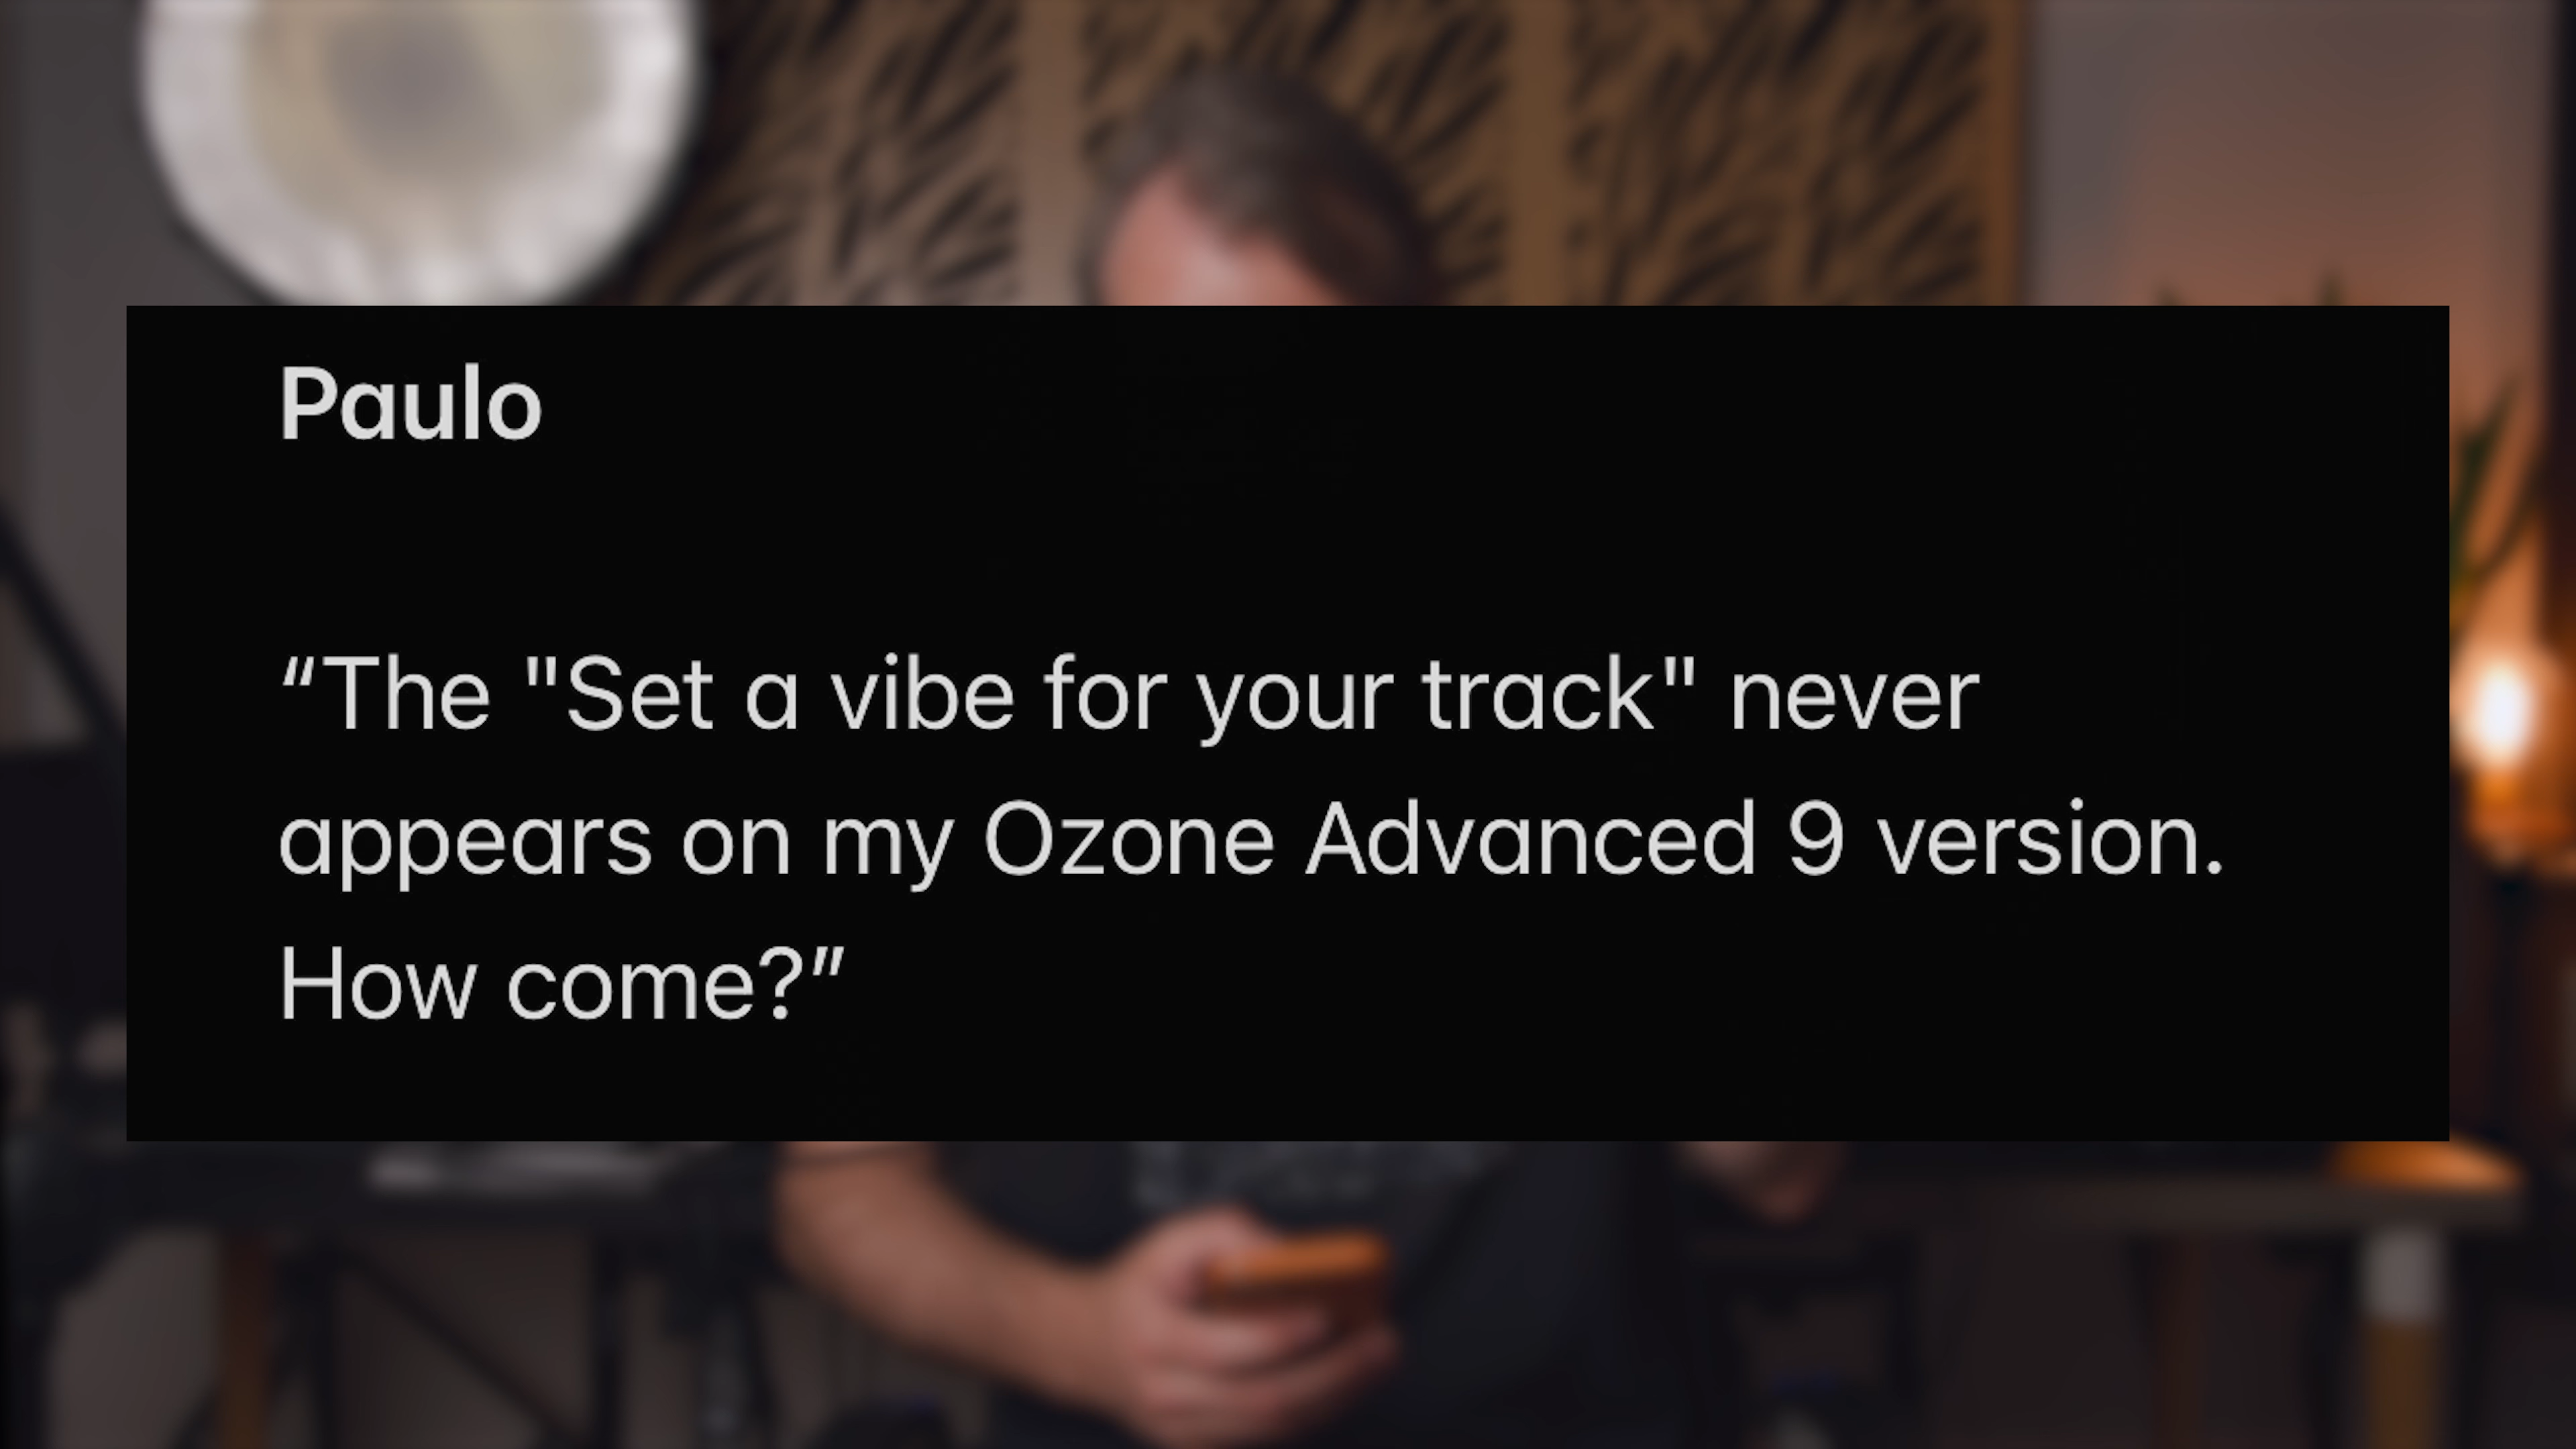 Paulo
“The "Set a vibe for your track" never
appears on my Ozone Advanced 9 version.
How come?”